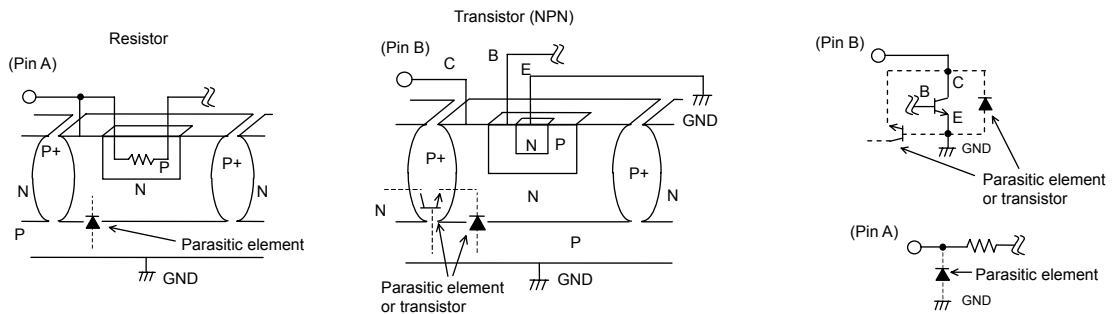 Resistor
(Pin A)
P+
P
P+
N
N
N
P
Parasitic element
GND
Transistor (NPN)
(Pin B)
C
B
E
GND
P+
N
P
P+
N
N
N
P
GND
Parasitic element
or transistor
(Pin B)
C
B
E
GND
Parasitic element
or transistor
(Pin A)
Parasitic element
GND